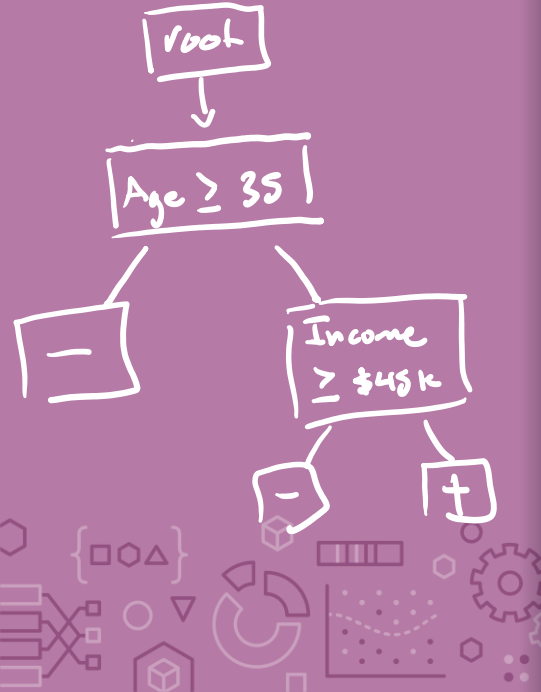 root
Age ≥ 35
–
Income
≥ $45k
–
+